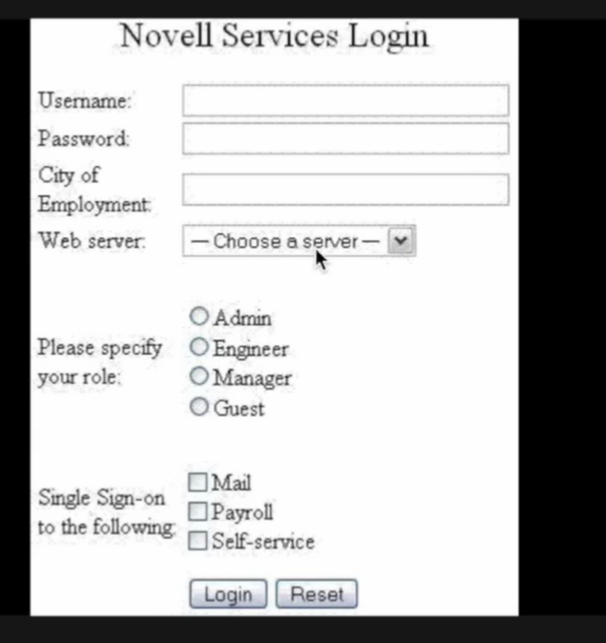 Novell Services Login
Username:
Password:
City of
Employment:
Web server:
— Choose a server —
Please specify
your role:
Admin
Engineer
Manager
Guest
Single Sign-on
to the following:
Mail
Payroll
Self-service
Login Reset